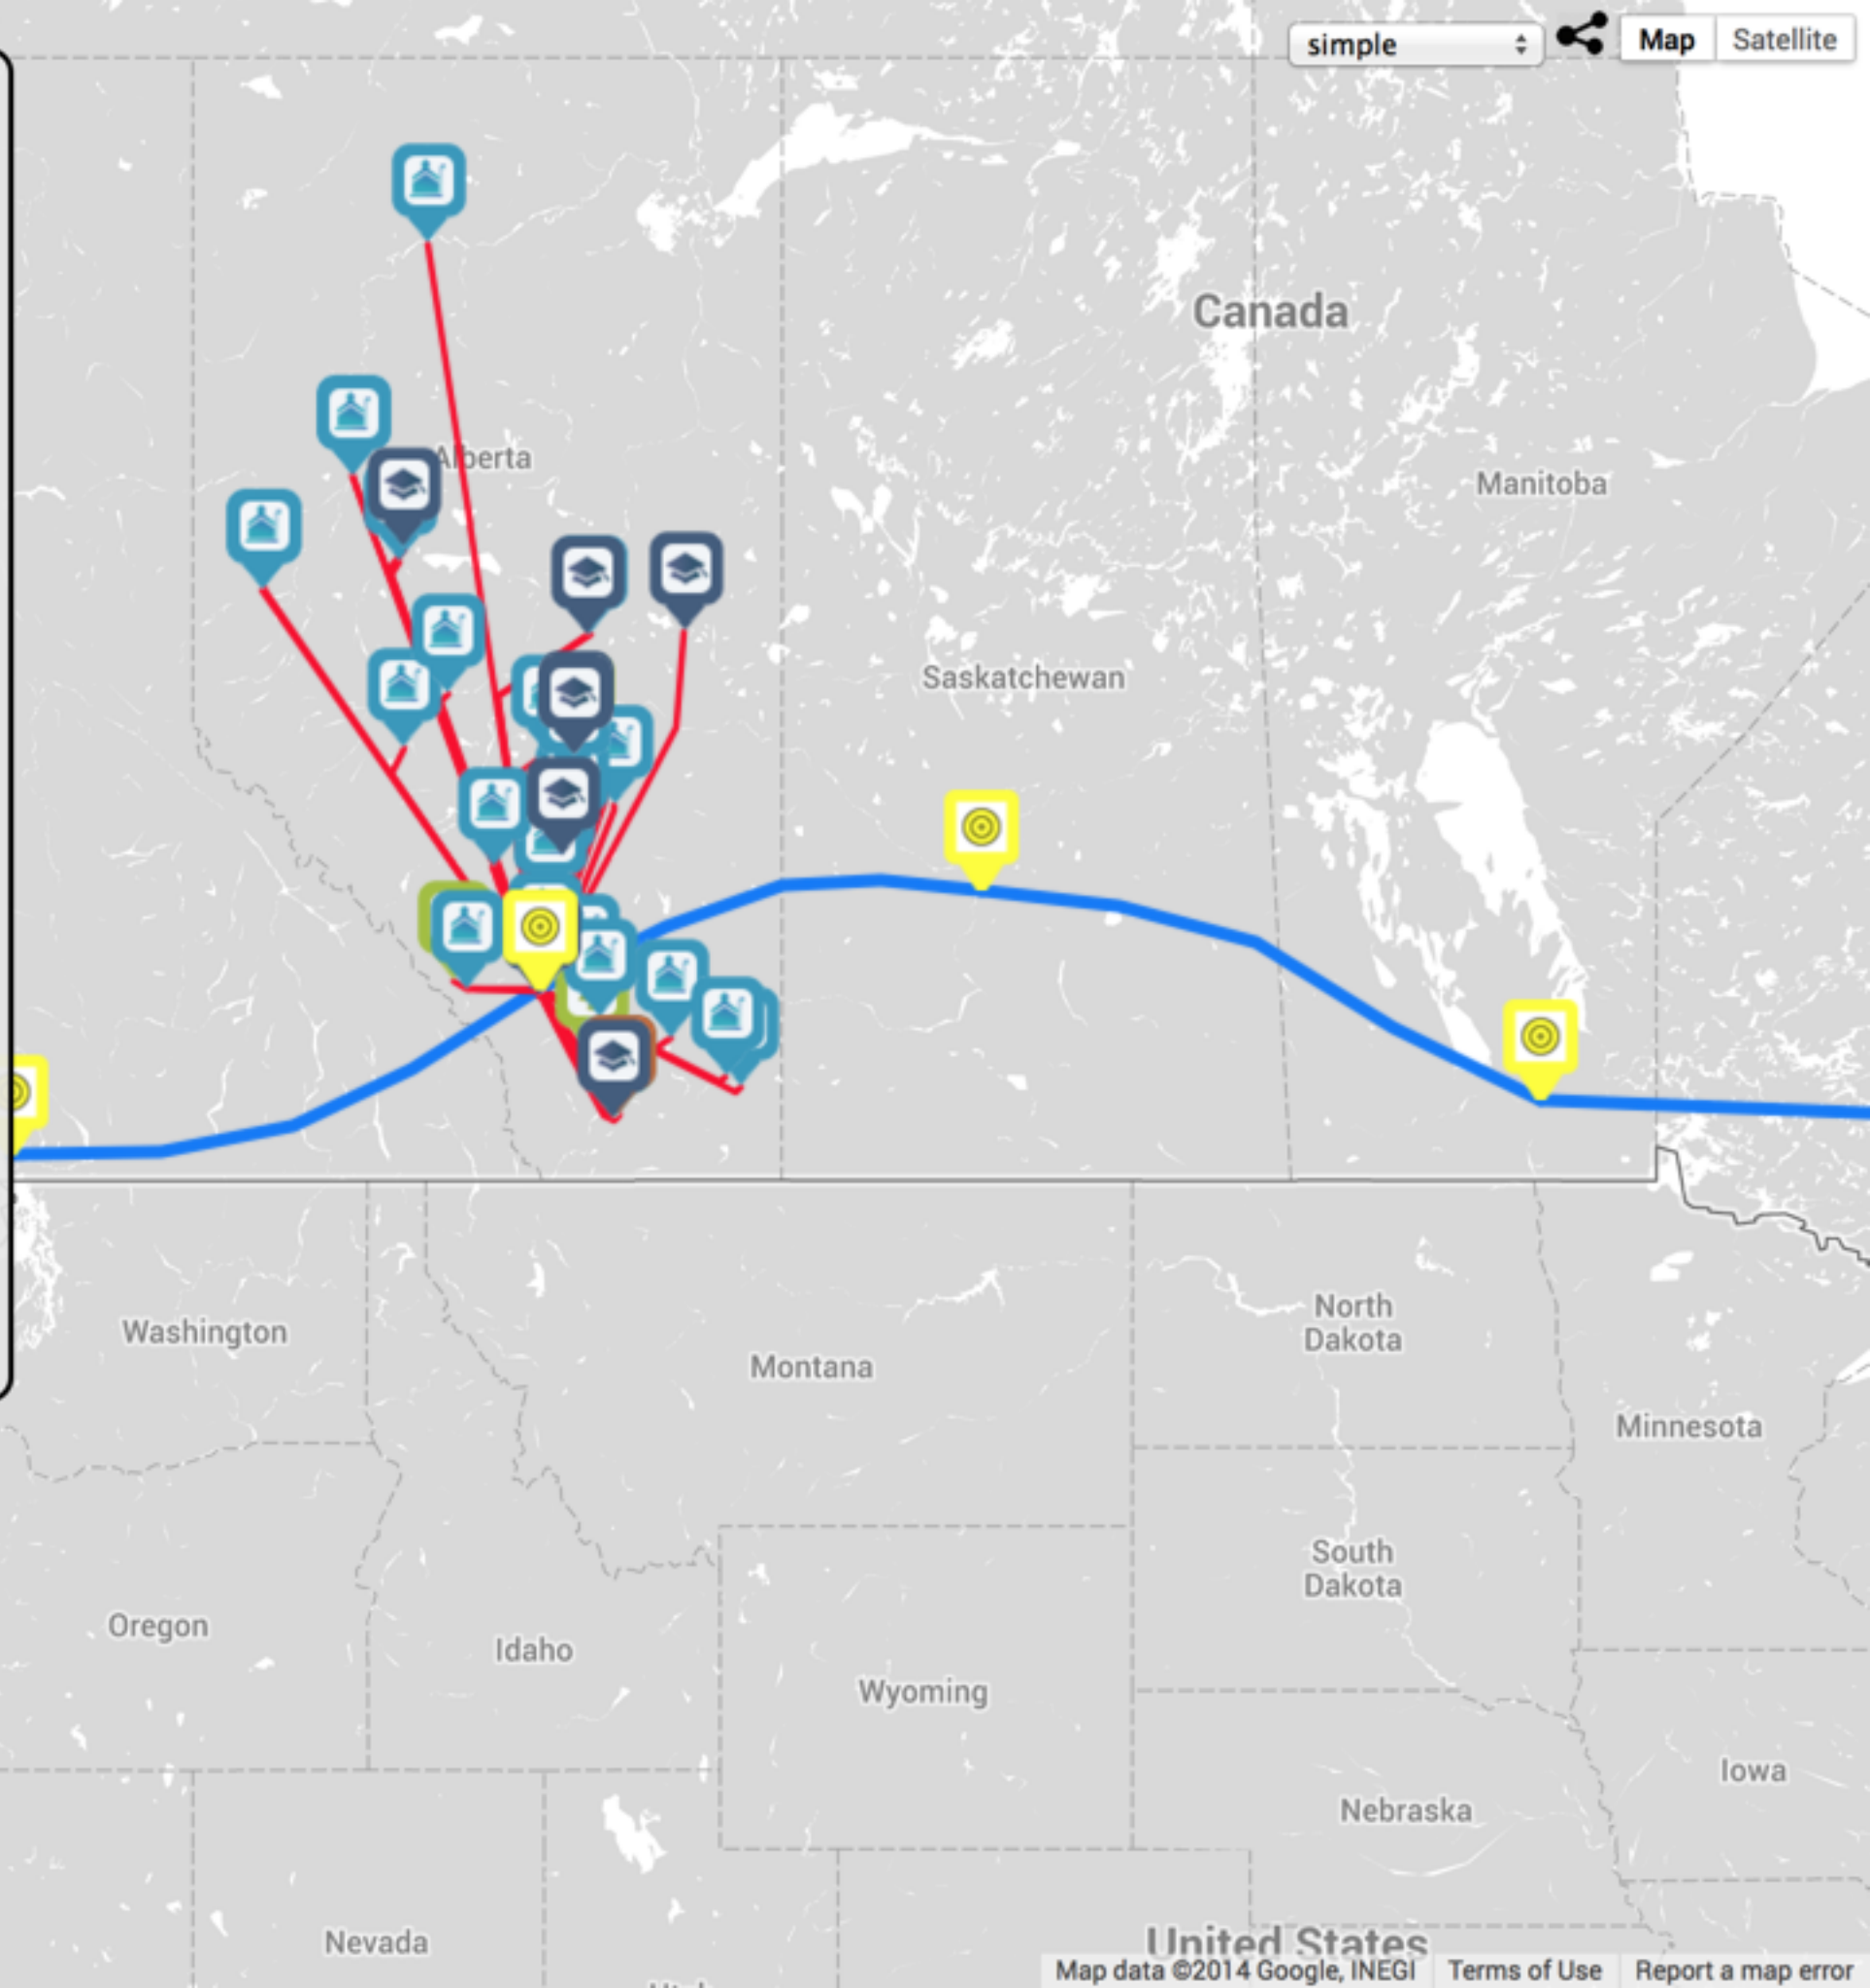 simple
Map
Satellite
Canada
Alberta
Manitoba
Saskatchewan
Washington
Montana
North
Dakota
Minnesota
South
Dakota
Oregon
Idaho
Wyoming
Iowa
Nebraska
Nevada
United States
Utah
Map data ©2014 Google, INEGI
Terms of Use
Report a map error